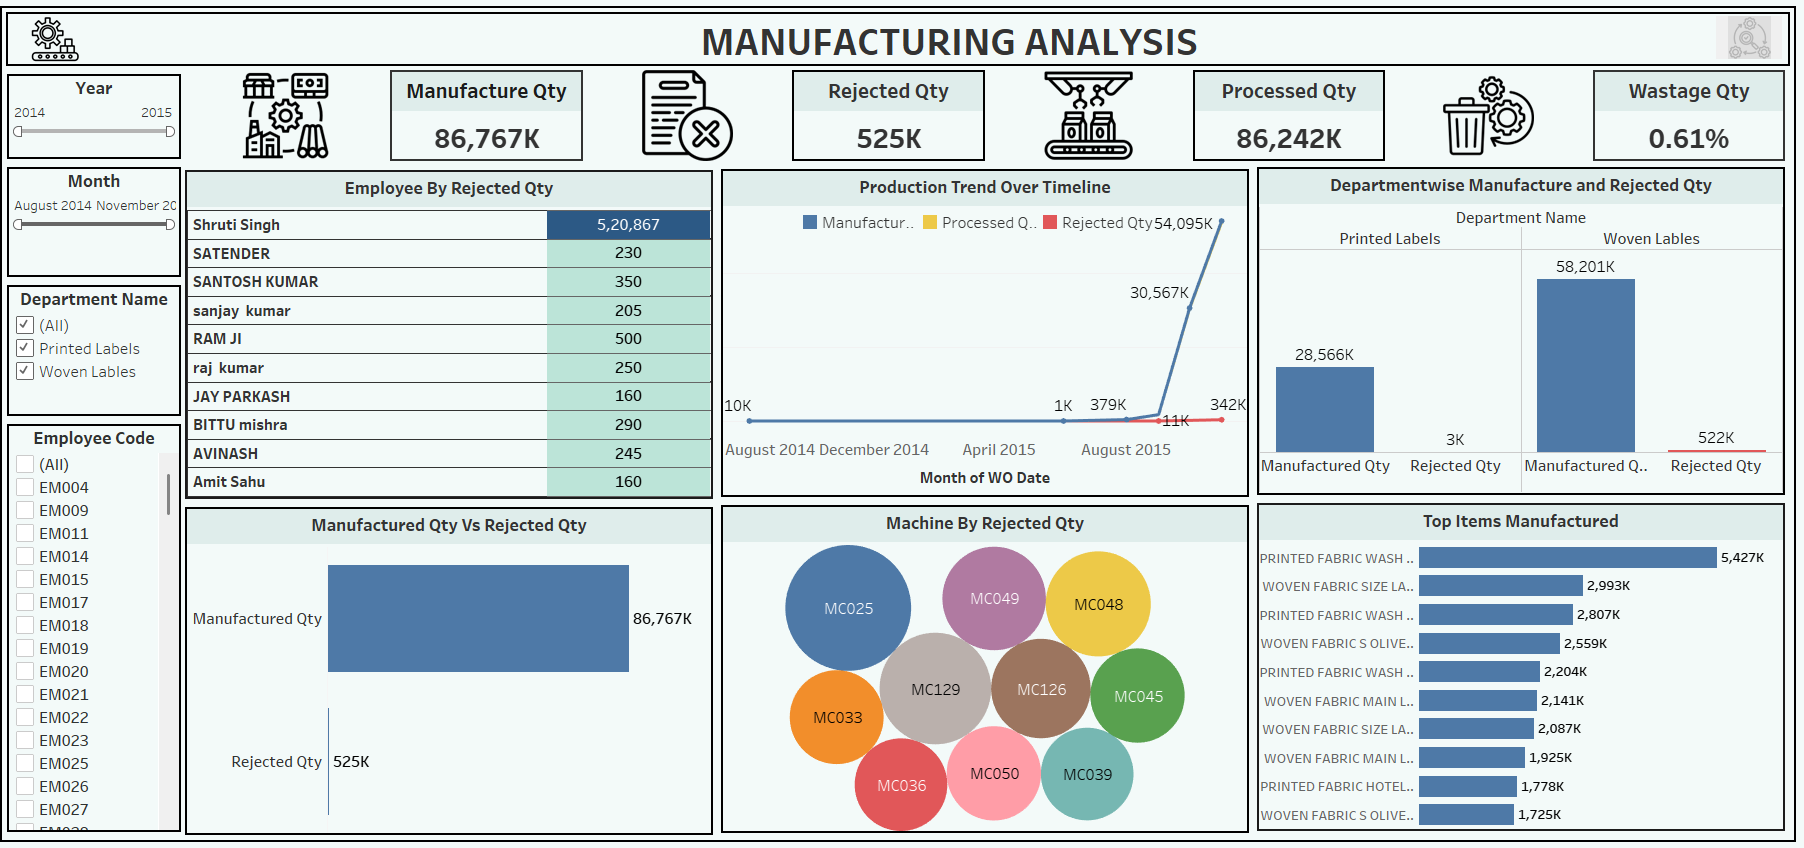 MANUFACTURING ANALYSIS
Year
2014 2015
Month
August 2014 November 20
Department Name
(All)
Printed Labels
Woven Lables
Employee Code
(All)
EM004
EM009
EM011
EM014
EM015
EM017
EM018
EM019
EM020
EM021
EM022
EM023
EM025
EM026
EM027
Manufacture Qty
86,767K
Rejected Qty
525K
Processed Qty
86,242K
Wastage Qty
0.61%
Employee By Rejected Qty
Shruti Singh 5,20,867
SATENDER 230
SANTOSH KUMAR 350
sanjay kumar 205
RAM JI 500
raj kumar 250
JAY PARKASH 160
BITTU mishra 290
AVINASH 245
Amit Sahu 160
Production Trend Over Timeline
Manufactur.. Processed Q.. Rejected Qty 54,095K
30,567K
10K 1K 379K 342K
11K
August 2014 December 2014 April 2015 August 2015
Month of WO Date
Departmentwise Manufacture and Rejected Qty
Department Name
Printed Labels Woven Lables
58,201K
28,566K
3K 522K
Manufactured Qty Rejected Qty Manufactured Q.. Rejected Qty
Manufactured Qty Vs Rejected Qty
Manufactured Qty 86,767K
Rejected Qty 525K
Machine By Rejected Qty
MC025
MC049
MC048
MC129
MC126
MC045
MC033
MC036
MC050
MC039
Top Items Manufactured
PRINTED FABRIC WASH .. 5,427K
WOVEN FABRIC SIZE LA.. 2,993K
PRINTED FABRIC WASH .. 2,807K
WOVEN FABRIC S OLIVE.. 2,559K
PRINTED FABRIC WASH .. 2,204K
WOVEN FABRIC MAIN L.. 2,141K
WOVEN FABRIC SIZE LA.. 2,087K
WOVEN FABRIC MAIN L.. 1,925K
PRINTED FABRIC HOTEL.. 1,778K
WOVEN FABRIC S OLIVE.. 1,725K